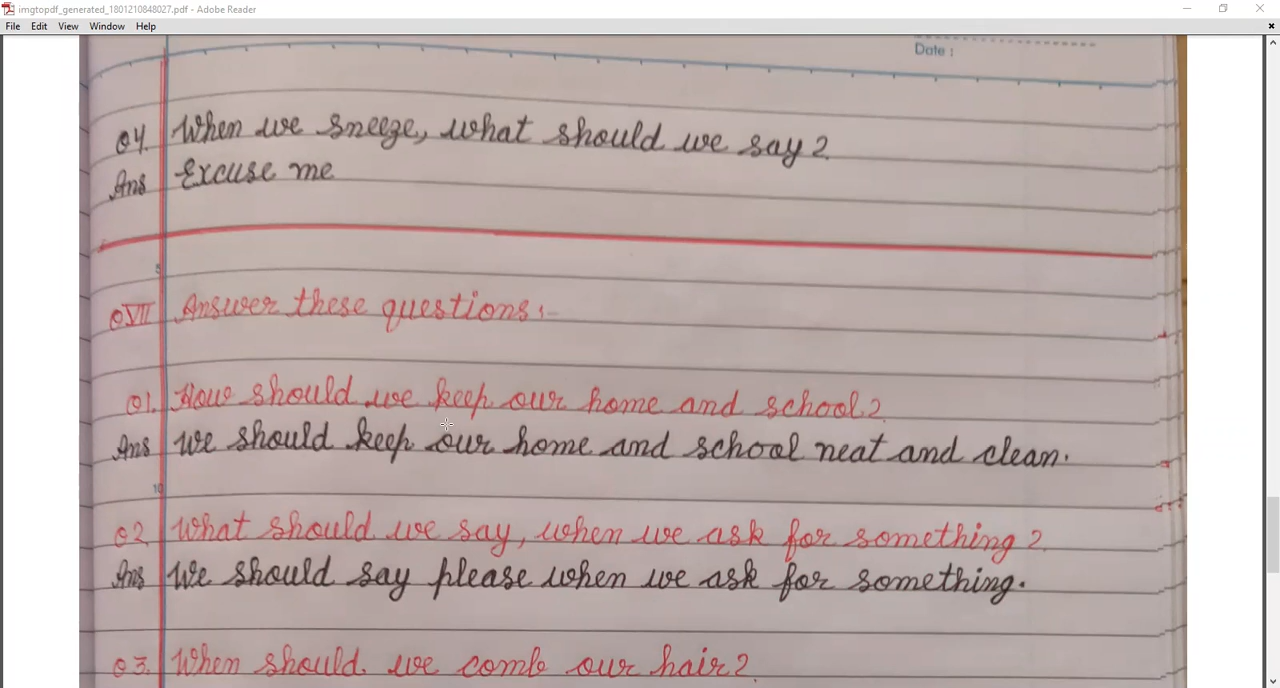 imgtopdf_generated_1801210848027.pdf - Adobe Reader
File Edit View Window Help
Date :
Q4. When we sneeze, what should we say?
Ans Excuse me
5
QVII Answer these questions :-
Q1. How should we keep our home and school?
Ans we should keep our home and school neat and clean.
10
Q2. What should we say, when we ask for something?
Ans We should say please when we ask for something.
Q3. When should. we comb our hair?